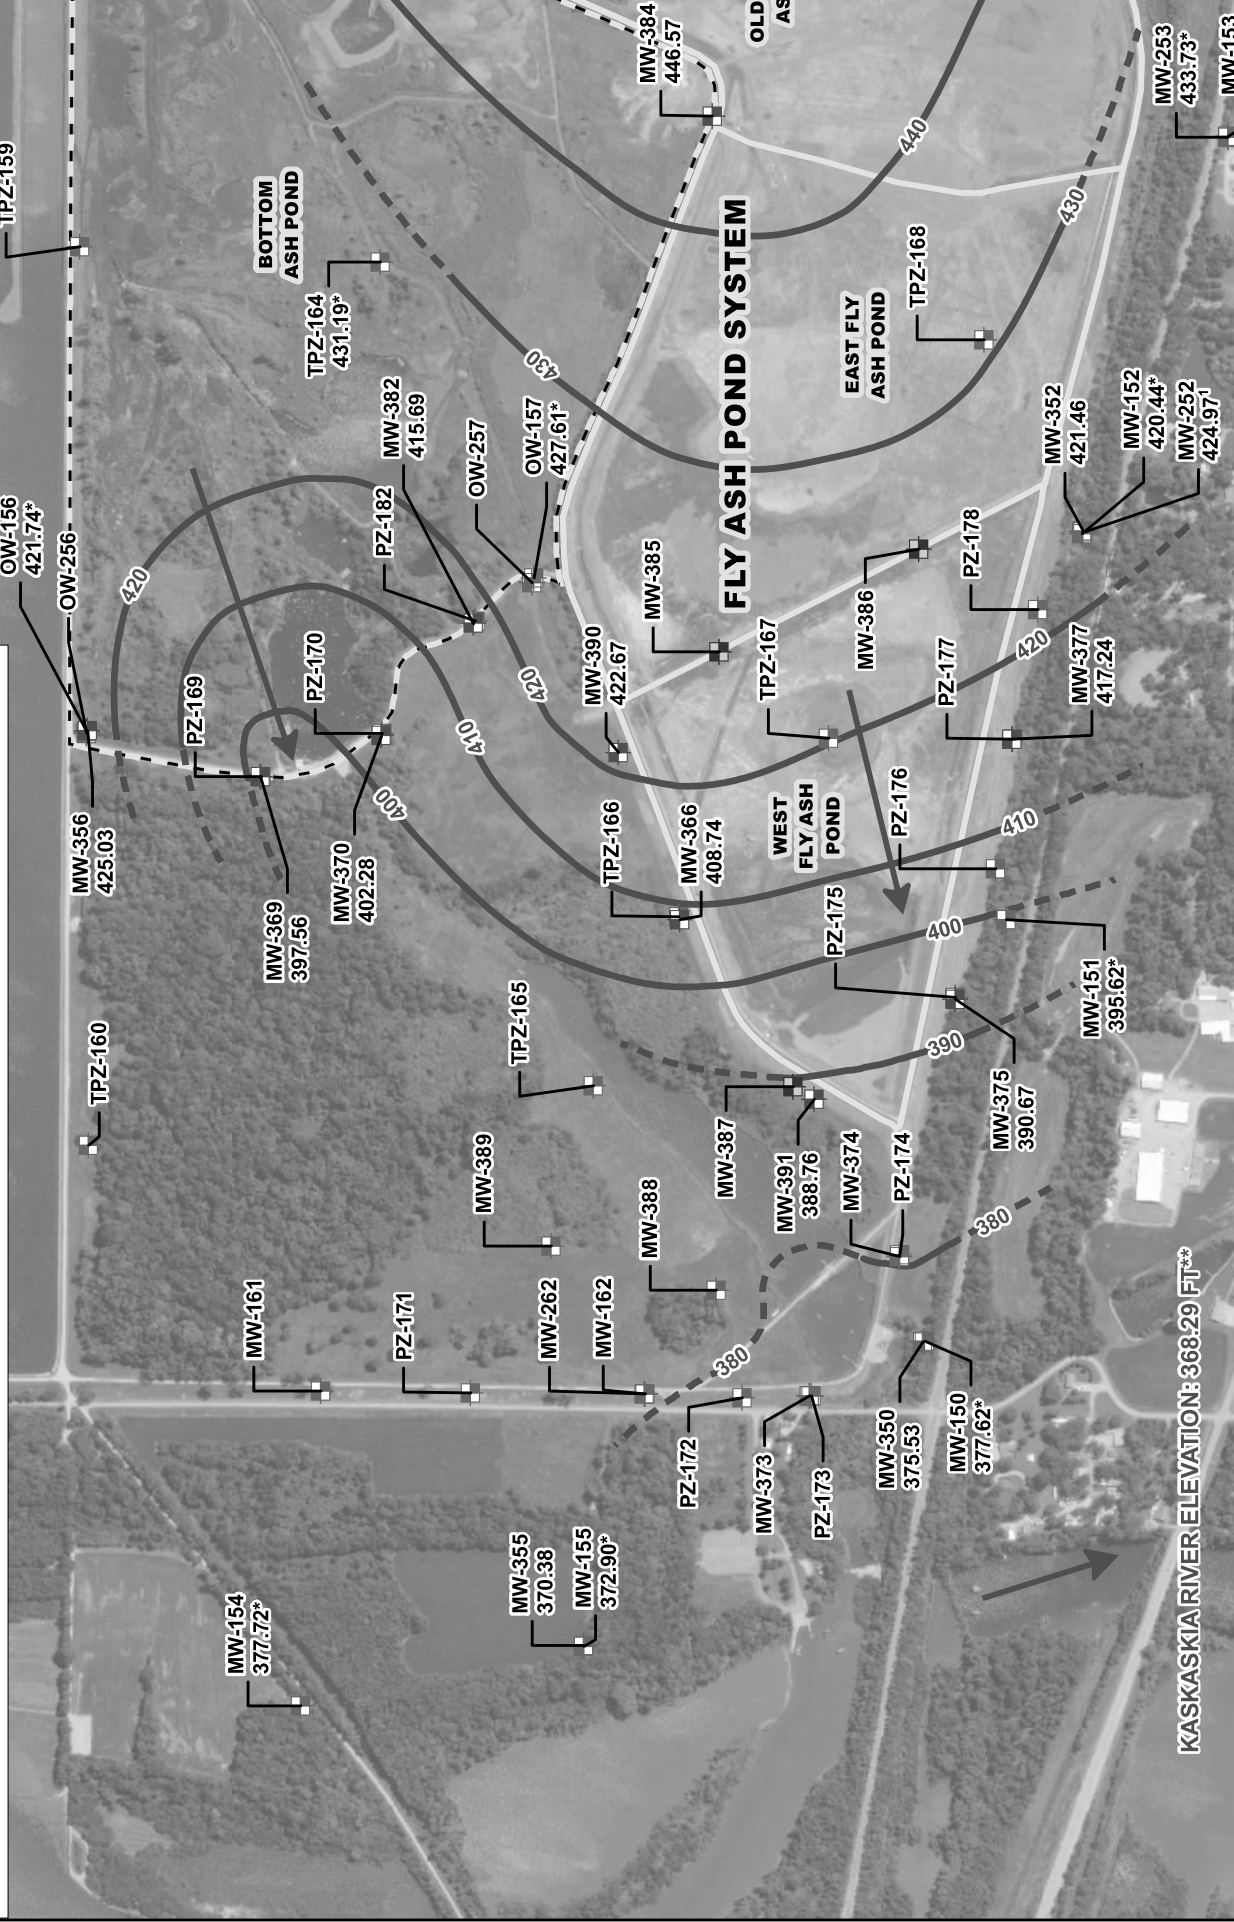 TPZ-159
OW-156
421.74*
OW-256
MW-356
425.03
TPZ-160
PZ-169
MW-369
397.56
PZ-170
MW-370
402.28
BOTTOM
ASH POND
TPZ-164
431.19*
PZ-182
MW-382
415.69
OW-257
OW-157
427.61*
MW-384
446.57
OLD
FLY ASH POND SYSTEM
EAST FLY
ASH POND
TPZ-168
MW-253
433.73*
MW-153
MW-352
421.46
MW-152
420.44*
MW-252
424.97¹
MW-385
MW-386
PZ-178
MW-390
422.67
TPZ-167
PZ-177
MW-377
417.24
WEST
FLY ASH
POND
PZ-176
TPZ-166
MW-366
408.74
PZ-175
MW-151
395.62*
MW-375
390.67
TPZ-165
MW-387
MW-391
388.76
MW-374
PZ-174
MW-389
MW-388
MW-161
PZ-171
MW-262
MW-162
PZ-172
MW-373
PZ-173
MW-350
375.53
MW-150
377.62*
MW-355
370.38
MW-155
372.90*
MW-154
377.72*
KASKASKIA RIVER ELEVATION: 368.29 FT**
440
430
430
420
420
420
410
410
400
400
390
380
380